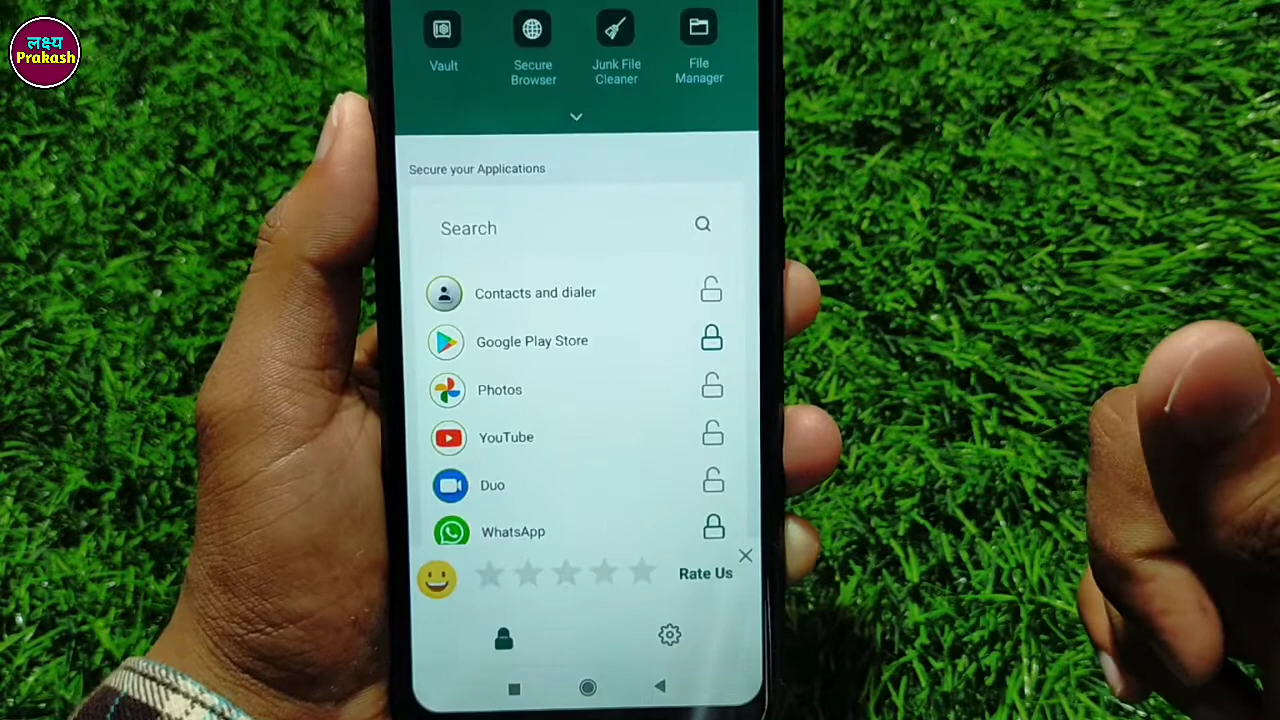 लक्ष्य
Prakash
Vault
Secure
Browser
Junk File
Cleaner
File
Manager
Secure your Applications
Search
Contacts and dialer
Google Play Store
Photos
YouTube
Duo
WhatsApp
Rate Us